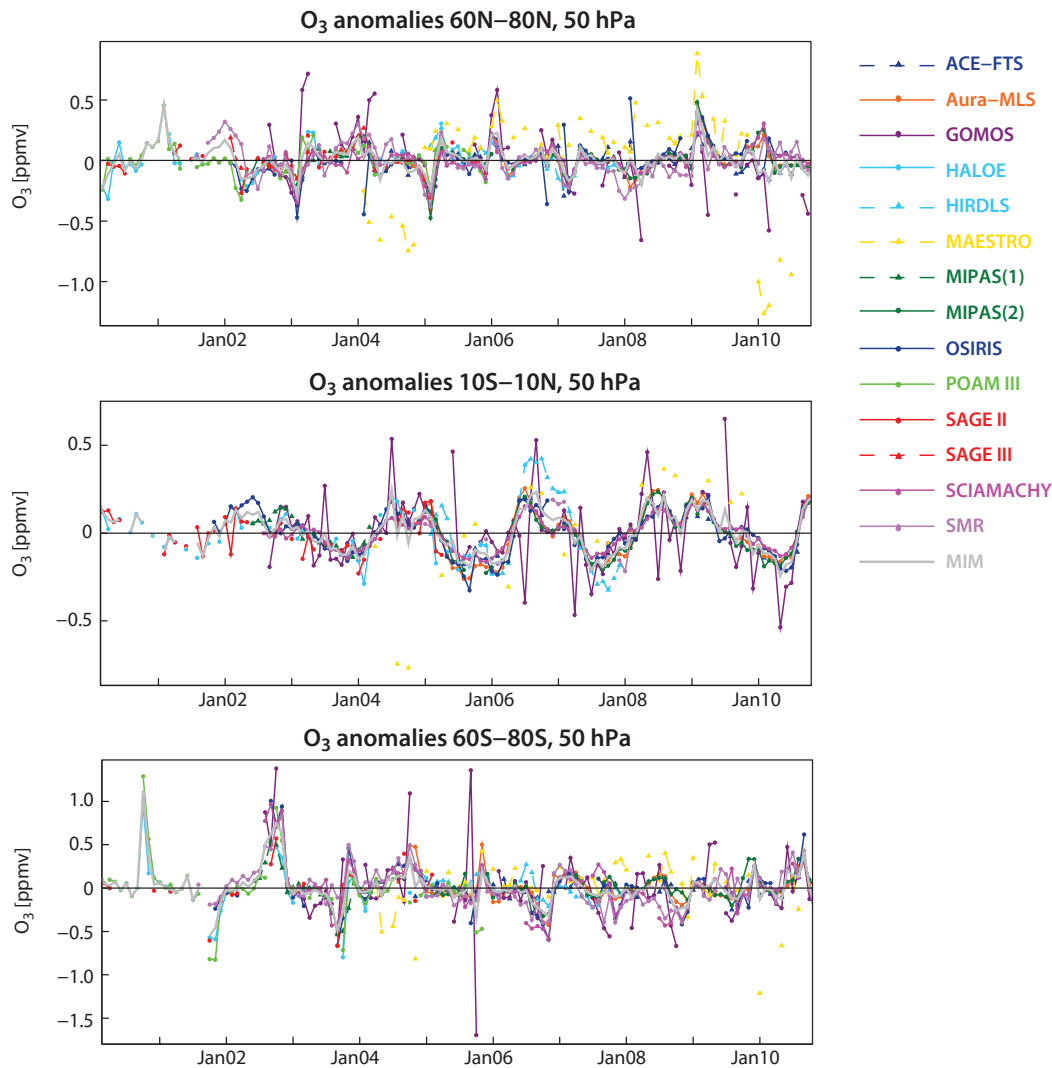 O₃ anomalies 60N–80N, 50 hPa
O₃ [ppmv]
0.5
0
−0.5
−1.0
Jan02 Jan04 Jan06 Jan08 Jan10
O₃ anomalies 10S–10N, 50 hPa
O₃ [ppmv]
0.5
0
−0.5
Jan02 Jan04 Jan06 Jan08 Jan10
O₃ anomalies 60S–80S, 50 hPa
O₃ [ppmv]
1.0
0.5
0
−0.5
−1.0
−1.5
Jan02 Jan04 Jan06 Jan08 Jan10
ACE−FTS
Aura−MLS
GOMOS
HALOE
HIRDLS
MAESTRO
MIPAS(1)
MIPAS(2)
OSIRIS
POAM III
SAGE II
SAGE III
SCIAMACHY
SMR
MIM